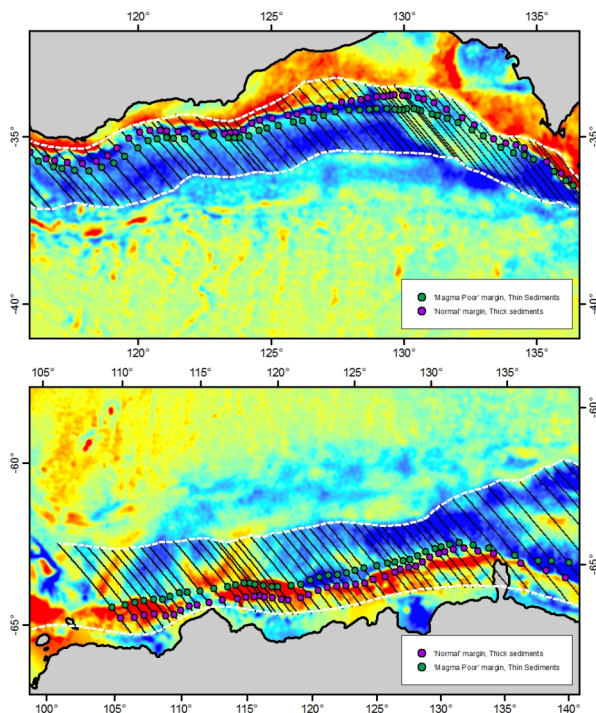 120° 125° 130° 135°
-35° -35°
'Magma Poor' margin, Thin Sediments
'Normal' margin, Thick sediments
-40° -40°
120° 125° 130° 135°
105° 110° 115° 120° 125° 130° 135°
-60°
-60°
'Normal' margin, Thick sediments
'Magma Poor' margin, Thin Sediments
-65°
-65°
100° 105° 110° 115° 120° 125° 130° 135° 140°